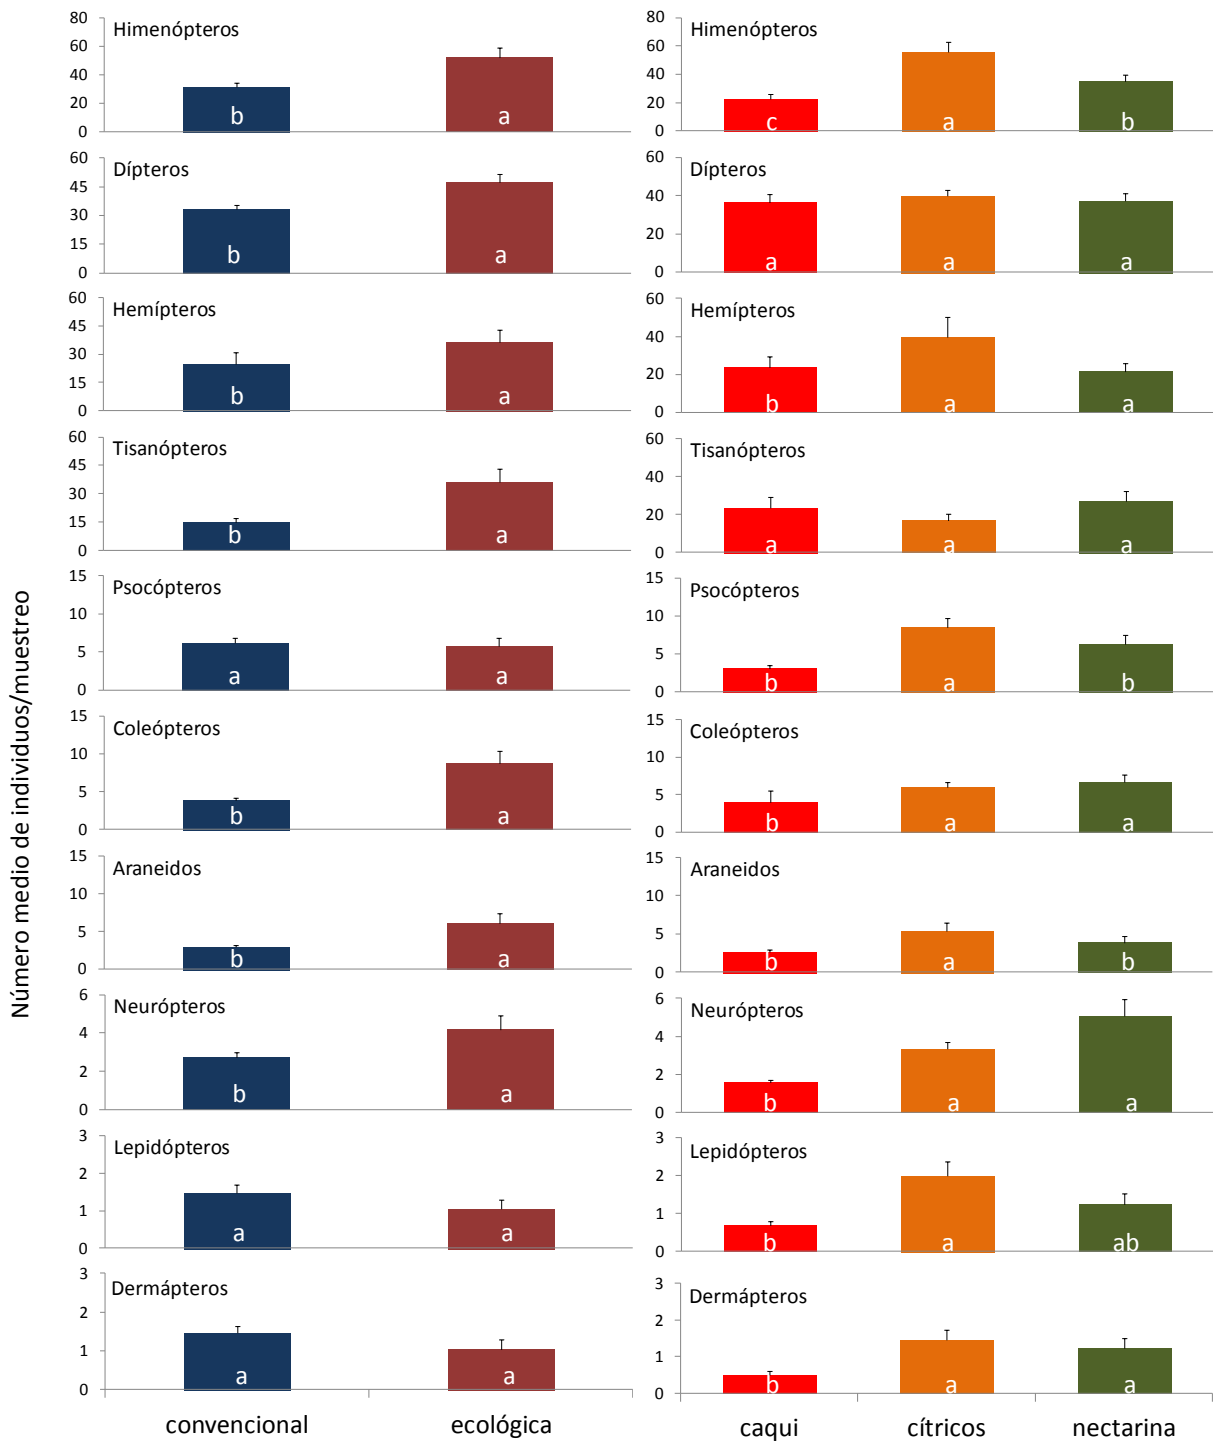 Número medio de individuos/muestreo
Himenópteros
80
60
40
20
0
b
a
Himenópteros
80
60
40
20
0
c
a
b
Dípteros
60
45
30
15
0
b
a
Dípteros
60
40
20
0
a
a
a
Hemípteros
60
45
30
15
0
b
a
Hemípteros
60
40
20
0
b
a
a
Tisanópteros
60
45
30
15
0
b
a
Tisanópteros
60
40
20
0
a
a
a
Psocópteros
15
10
5
0
a
a
Psocópteros
15
10
5
0
b
a
b
Coleópteros
15
10
5
0
b
a
Coleópteros
15
10
5
0
b
a
a
Araneidos
15
10
5
0
b
a
Araneidos
15
10
5
0
b
a
b
Neurópteros
6
4
2
0
b
a
Neurópteros
6
4
2
0
b
a
a
Lepidópteros
3
2
1
0
a
a
Lepidópteros
3
2
1
0
b
a
ab
Dermápteros
3
2
1
0
a
a
Dermápteros
3
2
1
0
b
a
a
convencional
ecológica
caqui
cítricos
nectarina